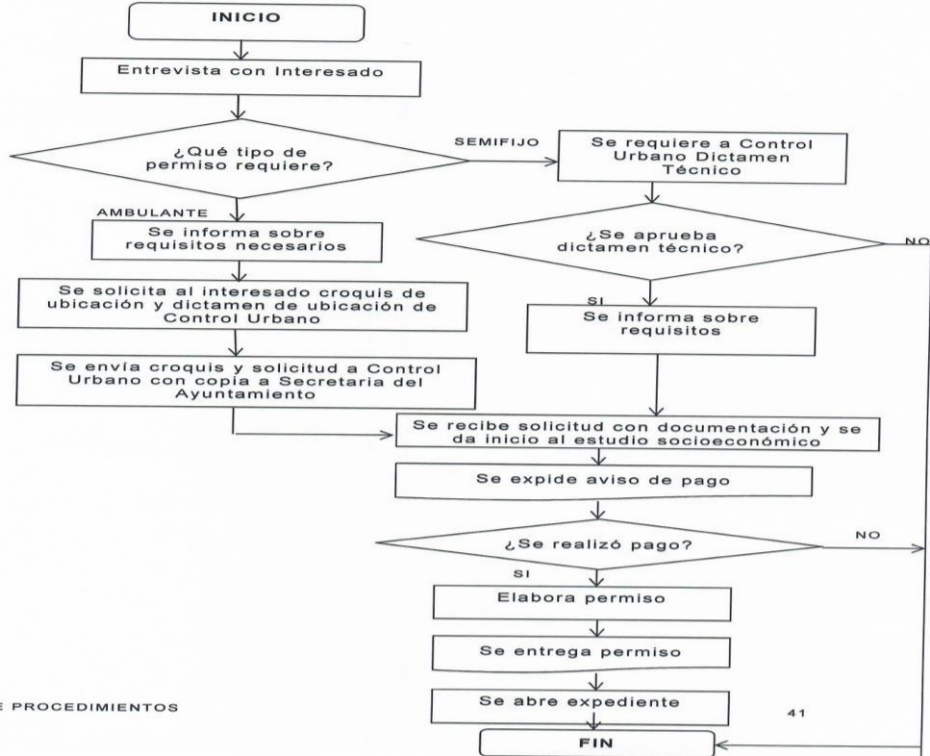 INICIO
Entrevista con Interesado
¿Qué tipo de
permiso requiere?
SEMIFIJO
Se requiere a Control
Urbano Dictamen
Técnico
AMBULANTE
Se informa sobre
requisitos necesarios
¿Se aprueba
dictamen técnico?
NO
Se solicita al interesado croquis de
ubicación y dictamen de ubicación de
Control Urbano
SI
Se informa sobre
requisitos
Se envía croquis y solicitud a Control
Urbano con copia a Secretaria del
Ayuntamiento
Se recibe solicitud con documentación y se
da inicio al estudio socioeconómico
Se expide aviso de pago
¿Se realizó pago?
NO
SI
Elabora permiso
Se entrega permiso
Se abre expediente
E PROCEDIMIENTOS
41
FIN